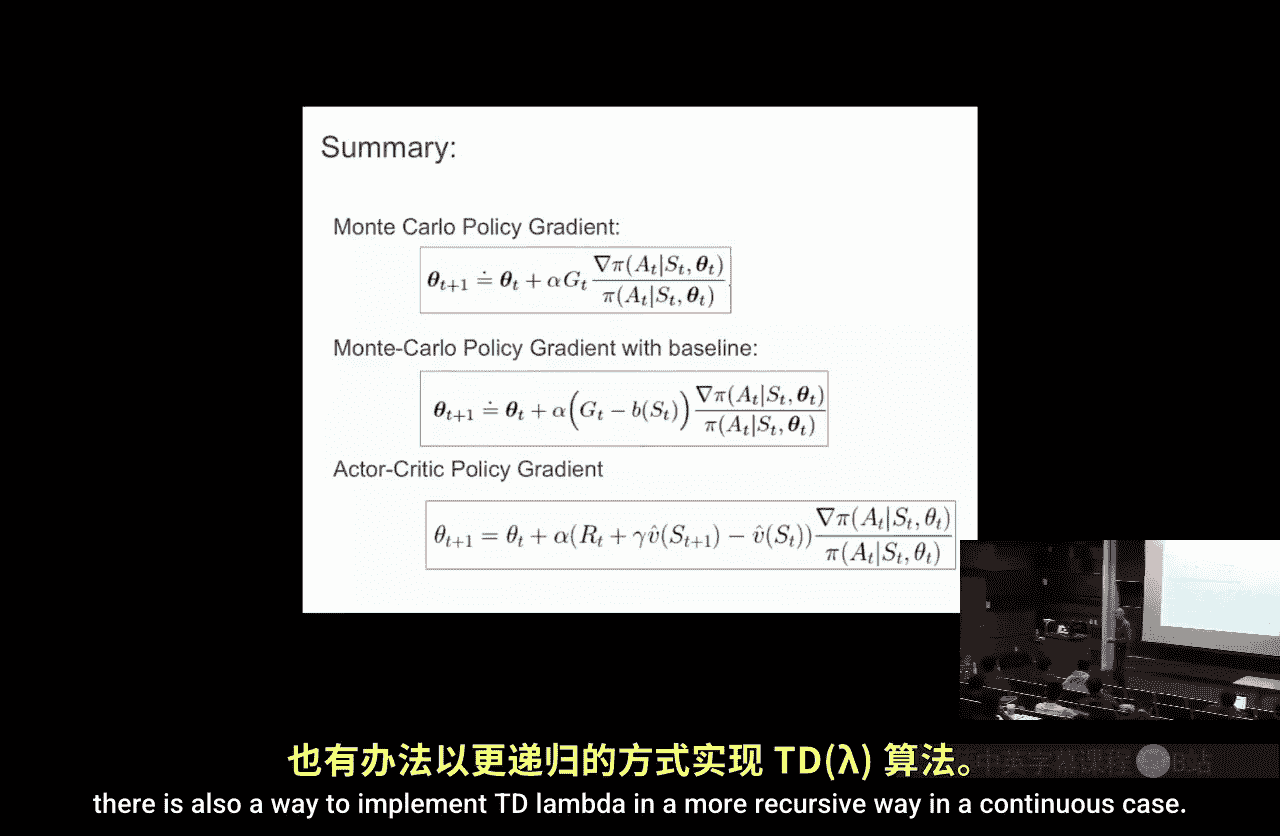 Summary:
Monte Carlo Policy Gradient:
θ_{t+1} ≐ θ_t + αG_t ∇π(A_t|S_t, θ_t) / π(A_t|S_t, θ_t)
Monte-Carlo Policy Gradient with baseline:
θ_{t+1} ≐ θ_t + α(G_t − b(S_t)) ∇π(A_t|S_t, θ_t) / π(A_t|S_t, θ_t)
Actor-Critic Policy Gradient
θ_{t+1} = θ_t + α(R_t + γv̂(S_{t+1}) − v̂(S_t)) ∇π(A_t|S_t, θ_t) / π(A_t|S_t, θ_t)
也有办法以更递归的方式实现 TD(λ) 算法。
there is also a way to implement TD lambda in a more recursive way in a continuous case.